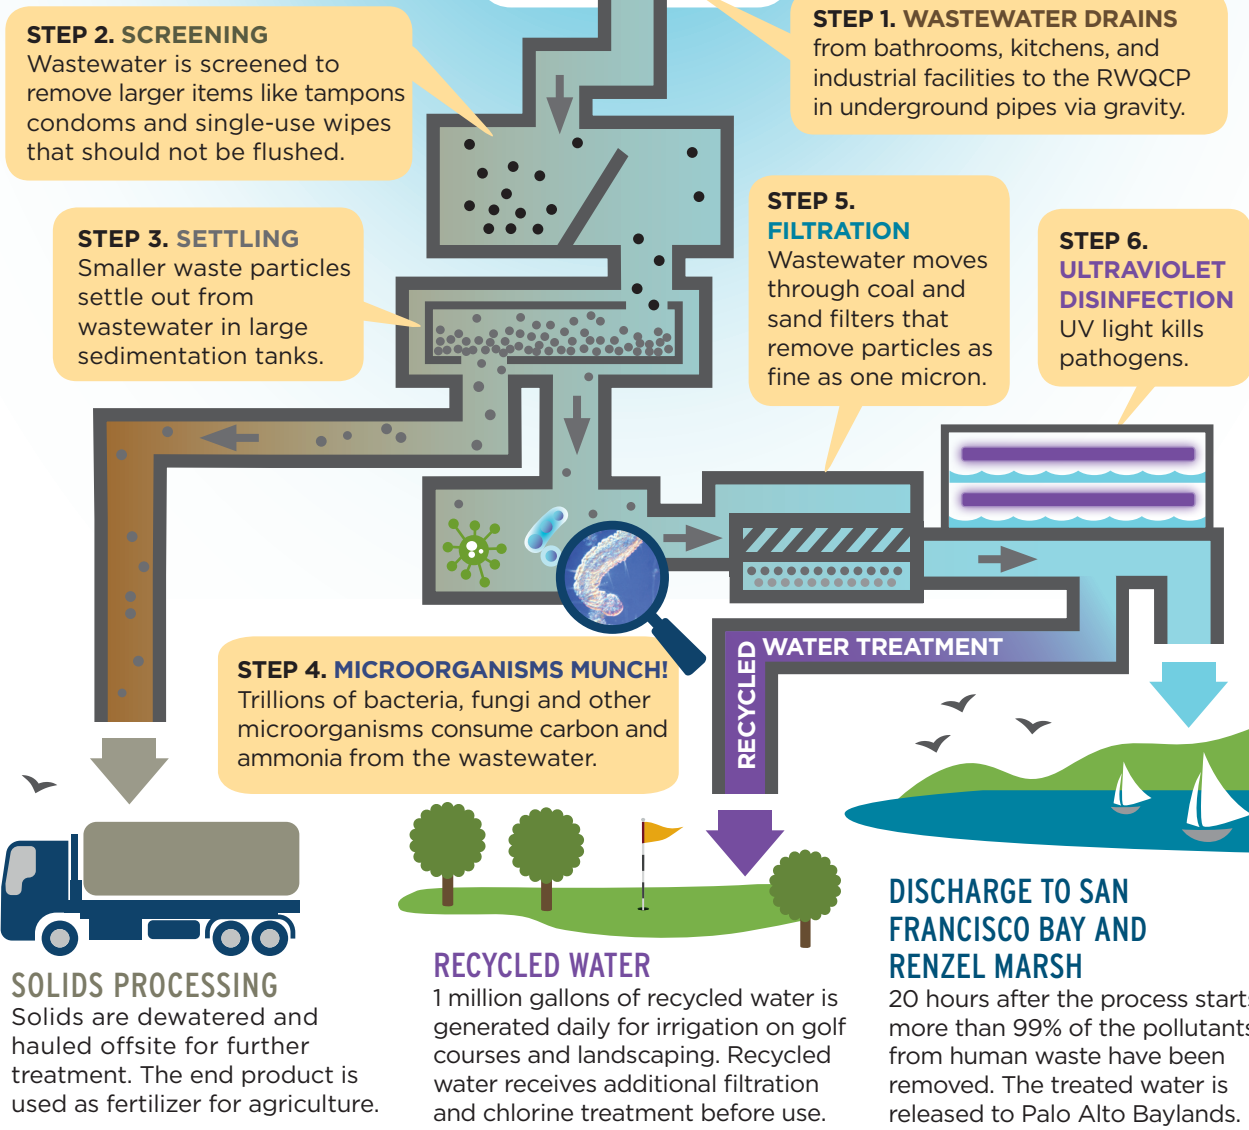 STEP 1. WASTEWATER DRAINS
from bathrooms, kitchens, and
industrial facilities to the RWQCP
in underground pipes via gravity.
STEP 2. SCREENING
Wastewater is screened to
remove larger items like tampons
condoms and single-use wipes
that should not be flushed.
STEP 3. SETTLING
Smaller waste particles
settle out from
wastewater in large
sedimentation tanks.
STEP 4. MICROORGANISMS MUNCH!
Trillions of bacteria, fungi and other
microorganisms consume carbon and
ammonia from the wastewater.
STEP 5.
FILTRATION
Wastewater moves
through coal and
sand filters that
remove particles as
fine as one micron.
STEP 6.
ULTRAVIOLET
DISINFECTION
UV light kills
pathogens.
RECYCLED
WATER TREATMENT
SOLIDS PROCESSING
Solids are dewatered and
hauled offsite for further
treatment. The end product is
used as fertilizer for agriculture.
RECYCLED WATER
1 million gallons of recycled water is
generated daily for irrigation on golf
courses and landscaping. Recycled
water receives additional filtration
and chlorine treatment before use.
DISCHARGE TO SAN
FRANCISCO BAY AND
RENZEL MARSH
20 hours after the process starts
more than 99% of the pollutants
from human waste have been
removed. The treated water is
released to Palo Alto Baylands.